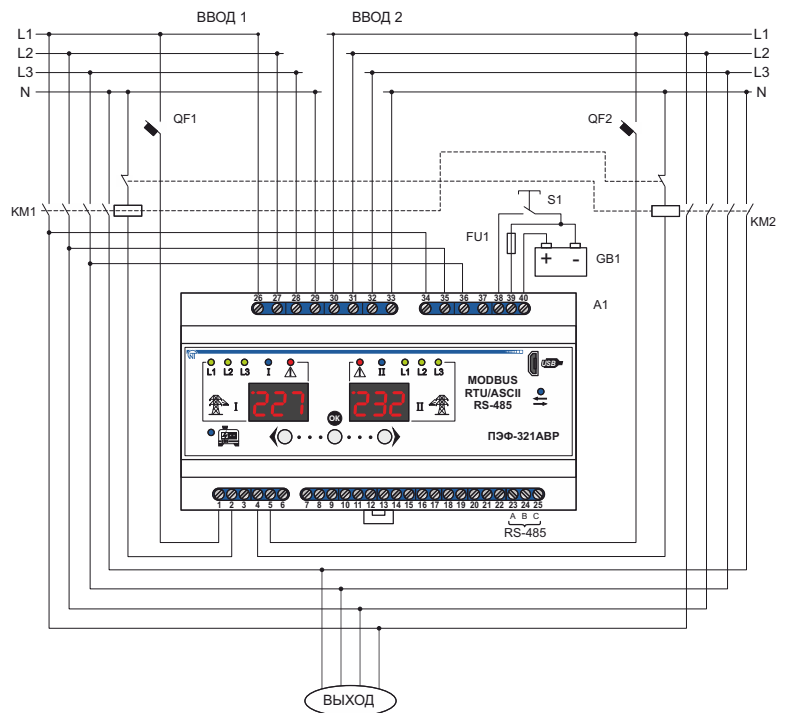 ВВОД 1 ВВОД 2
L1 L1
L2 L2
L3 L3
N N
QF1 QF2
KM1 S1 KM2
FU1
+ - GB1
26 27 28 29 30 31 32 33 34 35 36 37 38 39 40
A1
L1 L2 L3 I II L1 L2 L3 USB
MODBUS
RTU/ASCII
RS-485
I 227 232 II
OK
ПЭФ-321АВР
1 2 3 4 5 6 7 8 9 10 11 12 13 14 15 16 17 18 19 20 21 22 23 24 25
A B C
RS-485
ВЫХОД